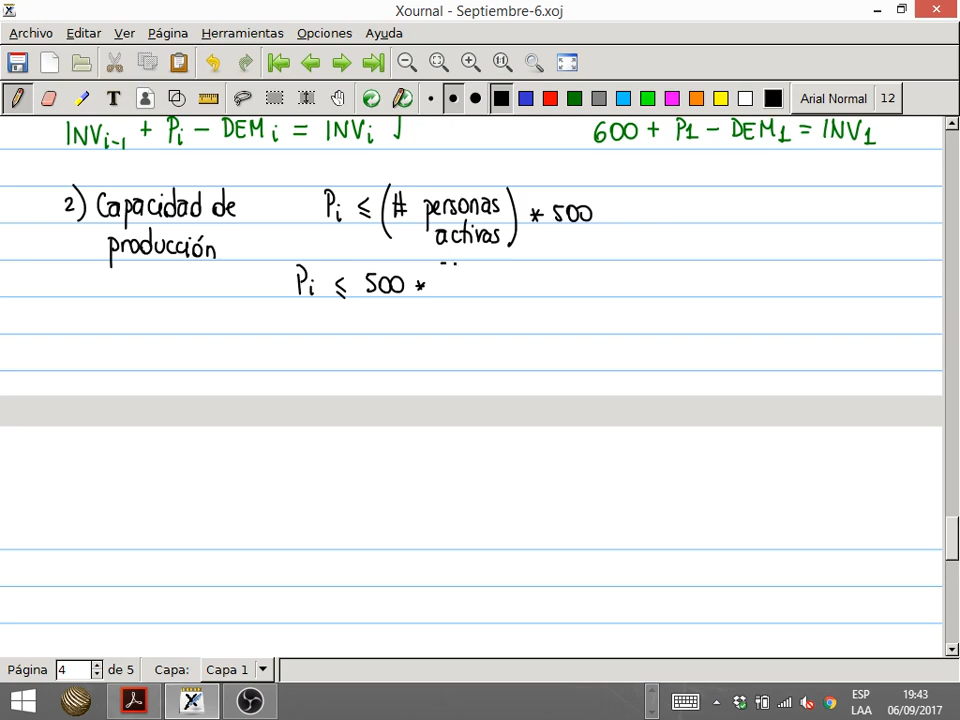 Xournal - Septiembre-6.xoj
Archivo Editar Ver Página Herramientas Opciones Ayuda
Arial Normal 12
INVi-1 + Pi - DEMi = INVi √
600 + P1 - DEM1 = INV1
2) Capacidad de producción
Pi ≤ (# personas activas) * 500
Pi ≤ 500 *
Página 4 de 5 Capa: Capa 1
ESP 19:43
LAA 06/09/2017